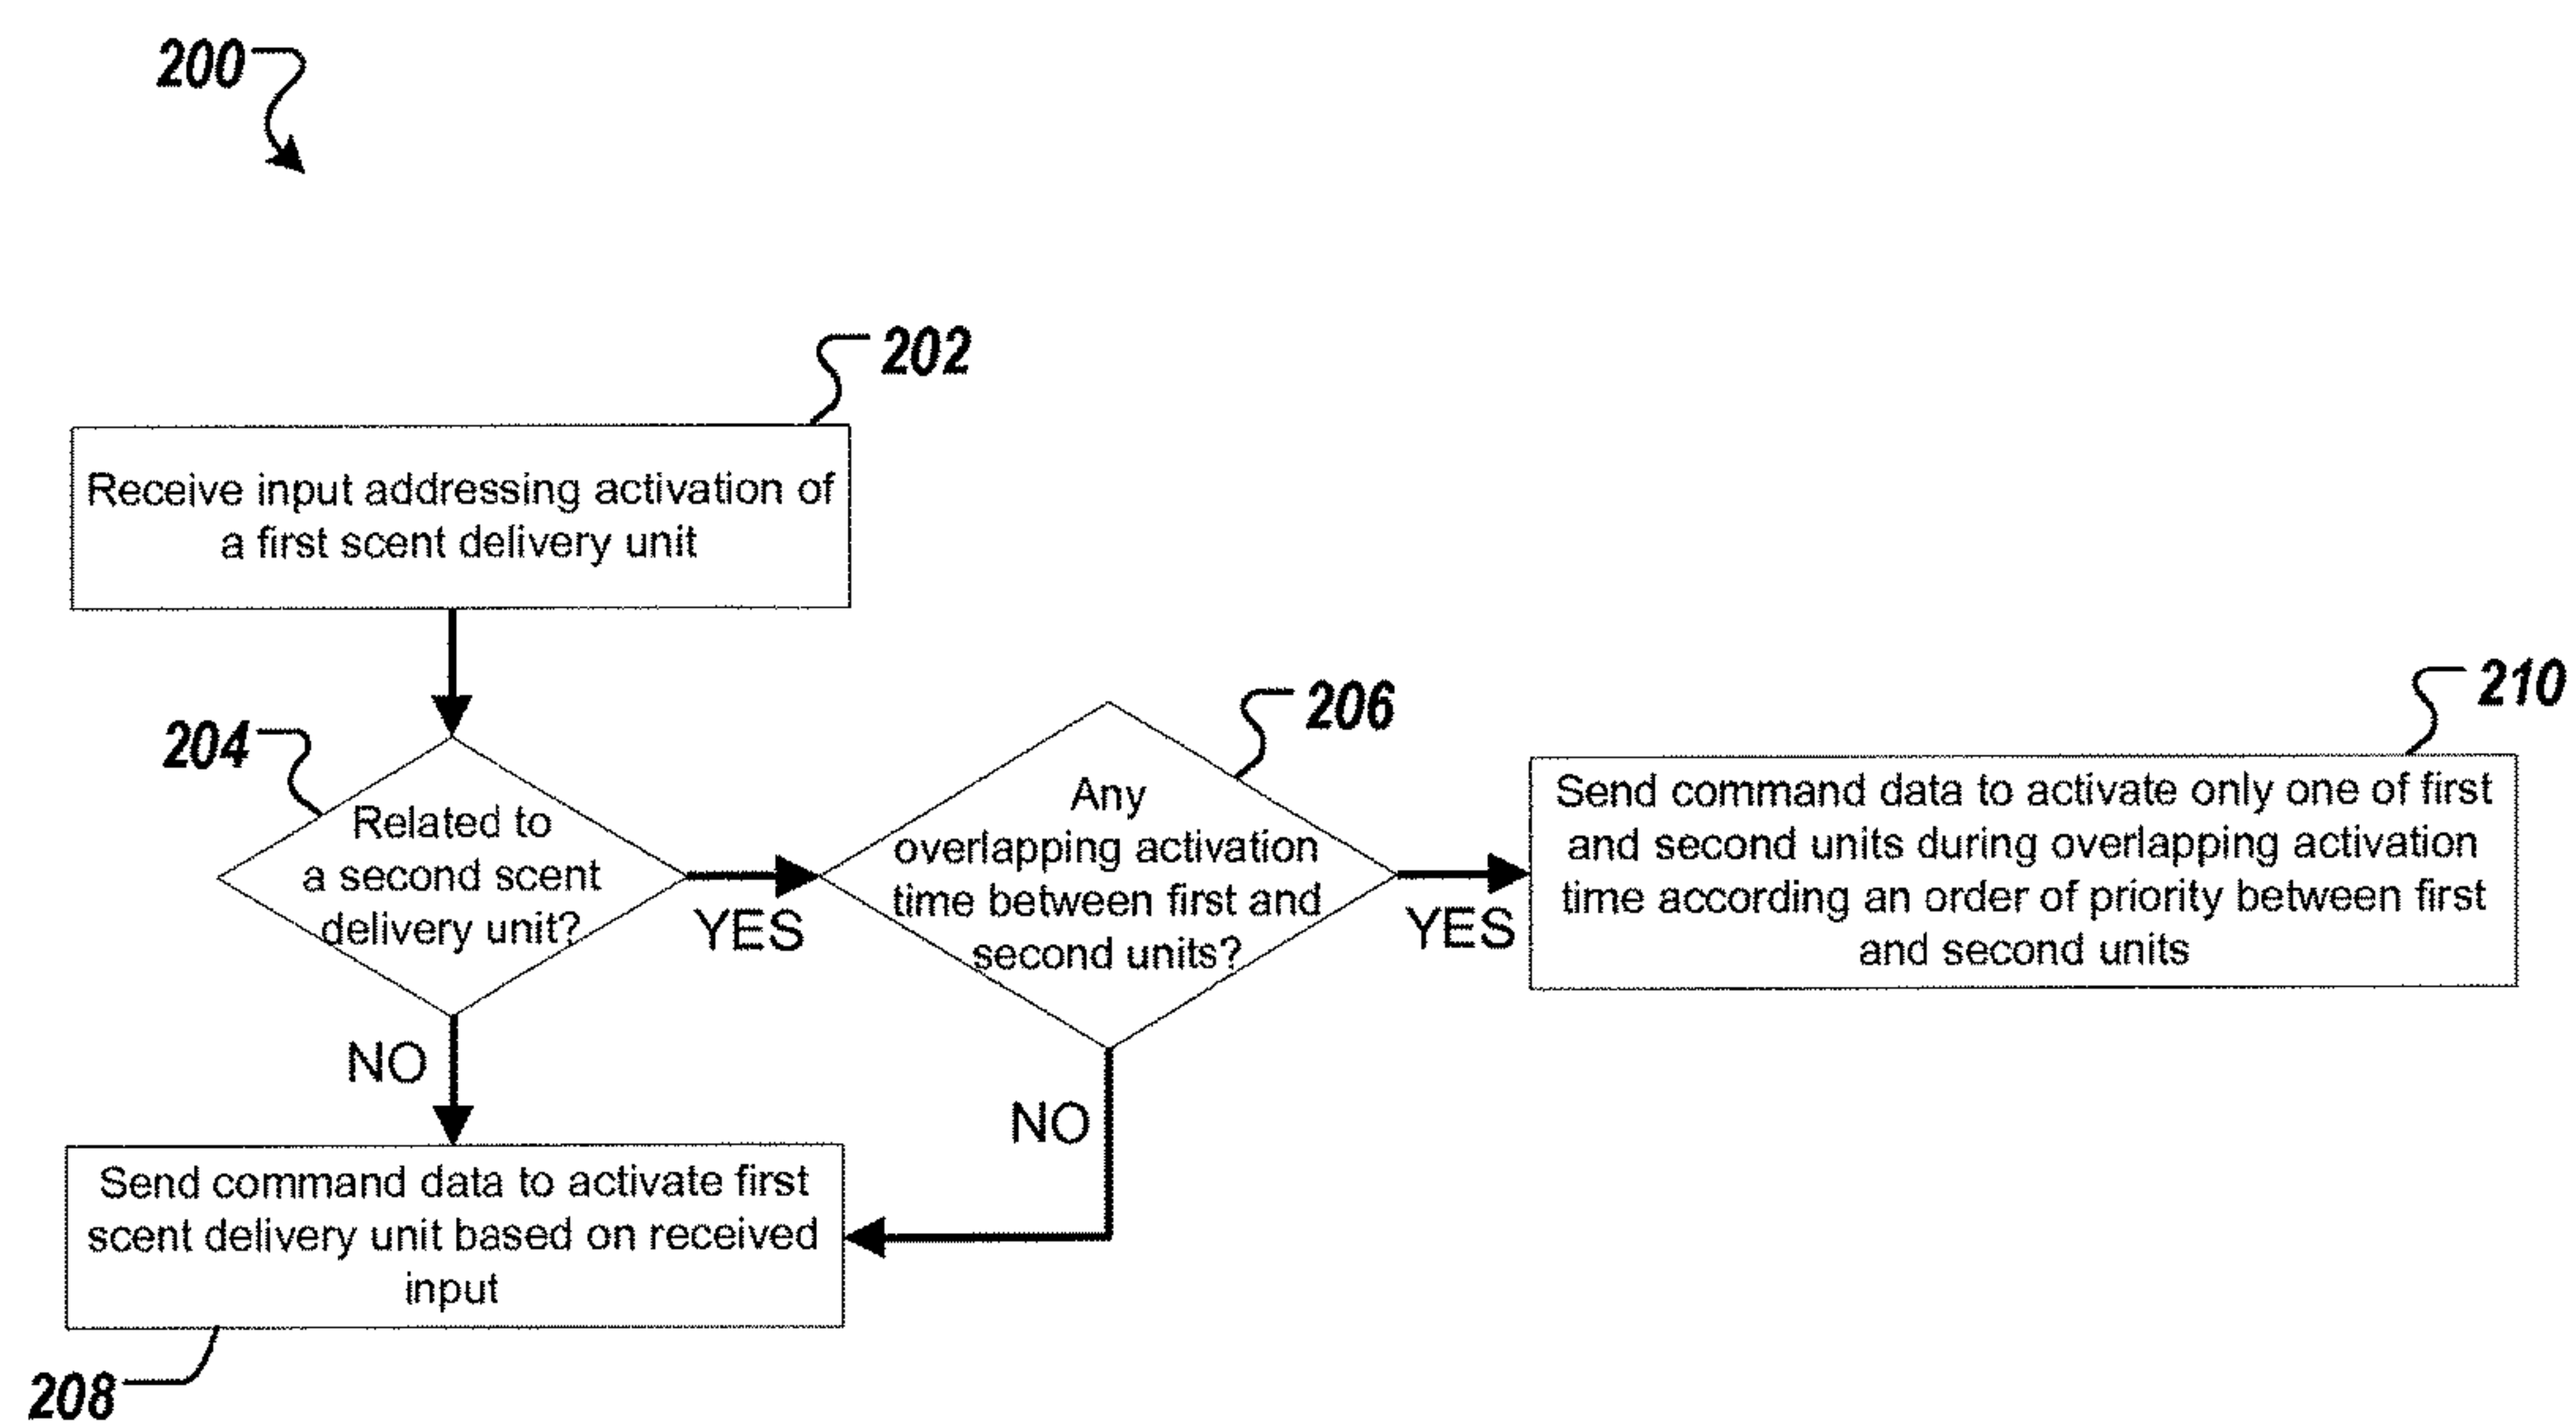 200
202
Receive input addressing activation of
a first scent delivery unit
204
Related to
a second scent
delivery unit?
YES
206
Any
overlapping activation
time between first and
second units?
YES
210
Send command data to activate only one of first
and second units during overlapping activation
time according an order of priority between first
and second units
NO
NO
Send command data to activate first
scent delivery unit based on received
input
208